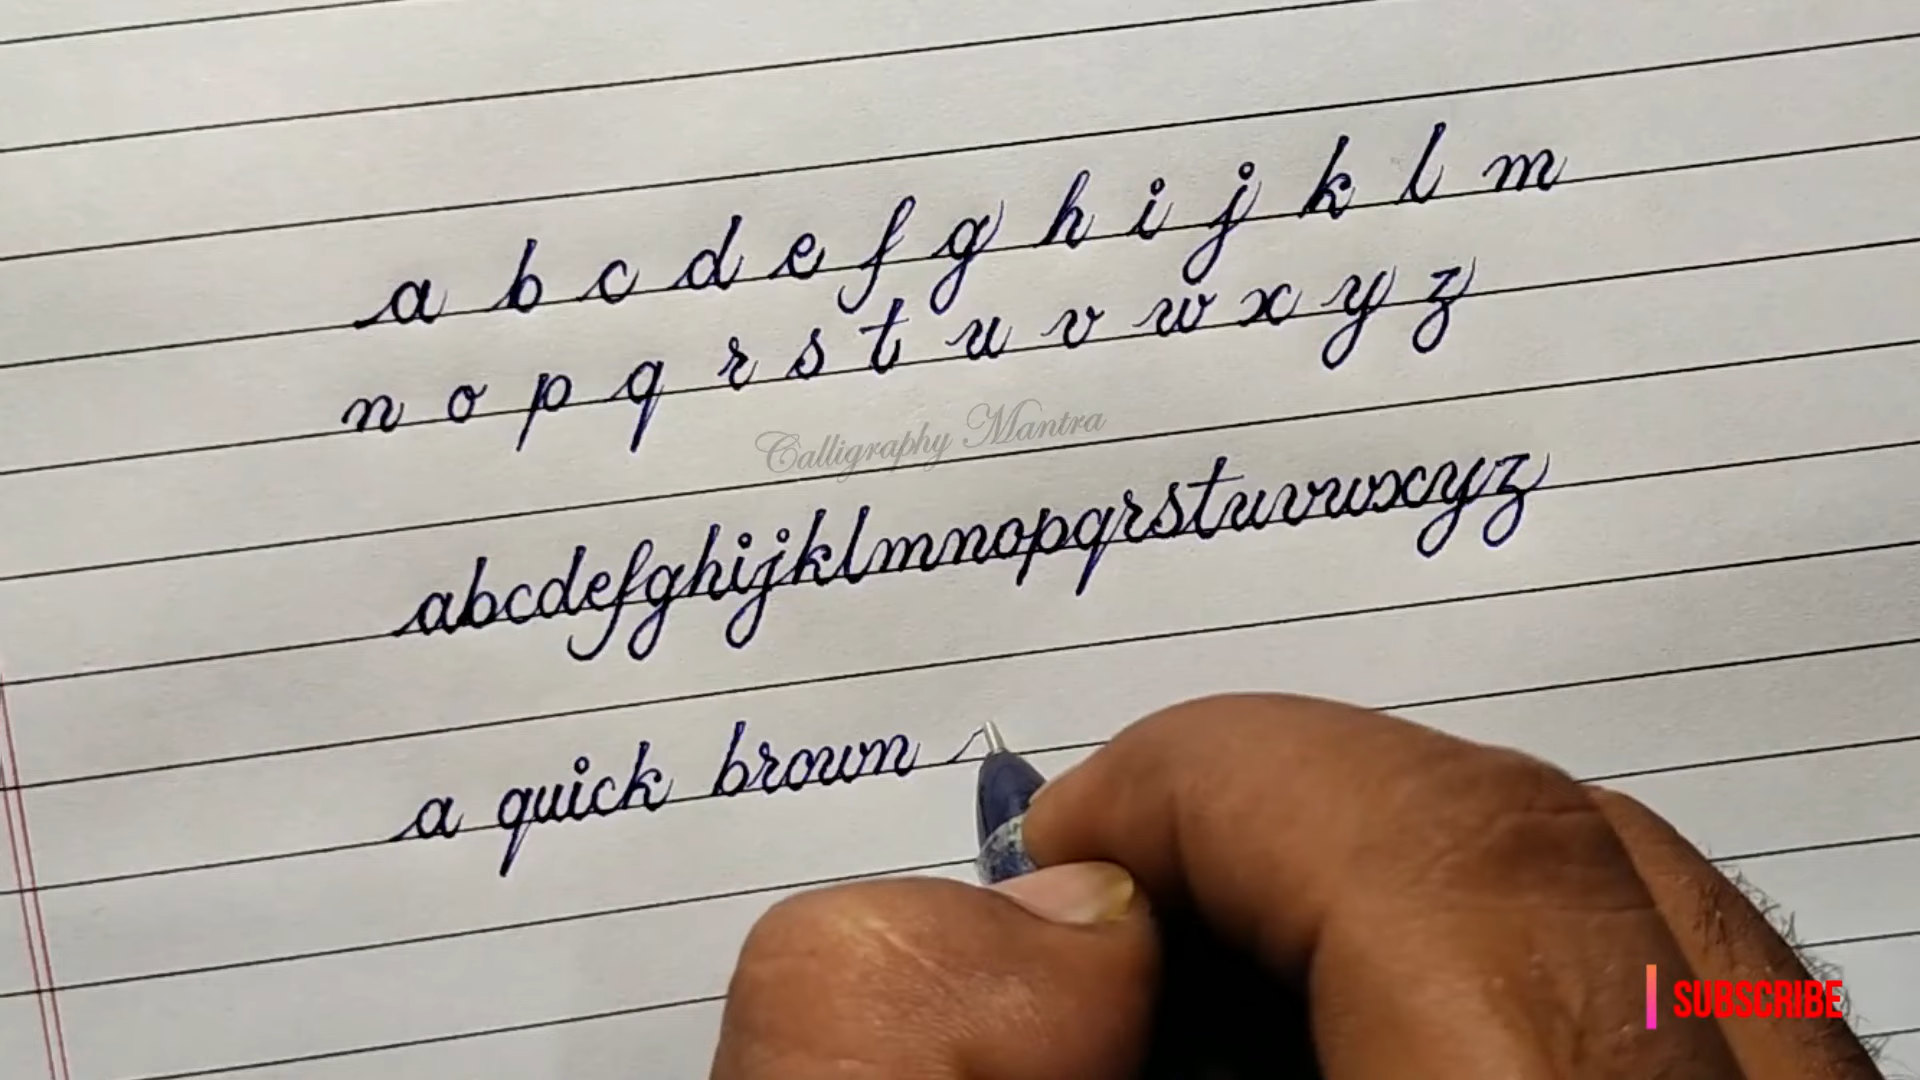 a b c d e f g h i j k l m
n o p q r s t u v w x y z
Calligraphy Mantra
abcdefghijklmnopqrstuvwxyz
a quick brown
SUBSCRIBE